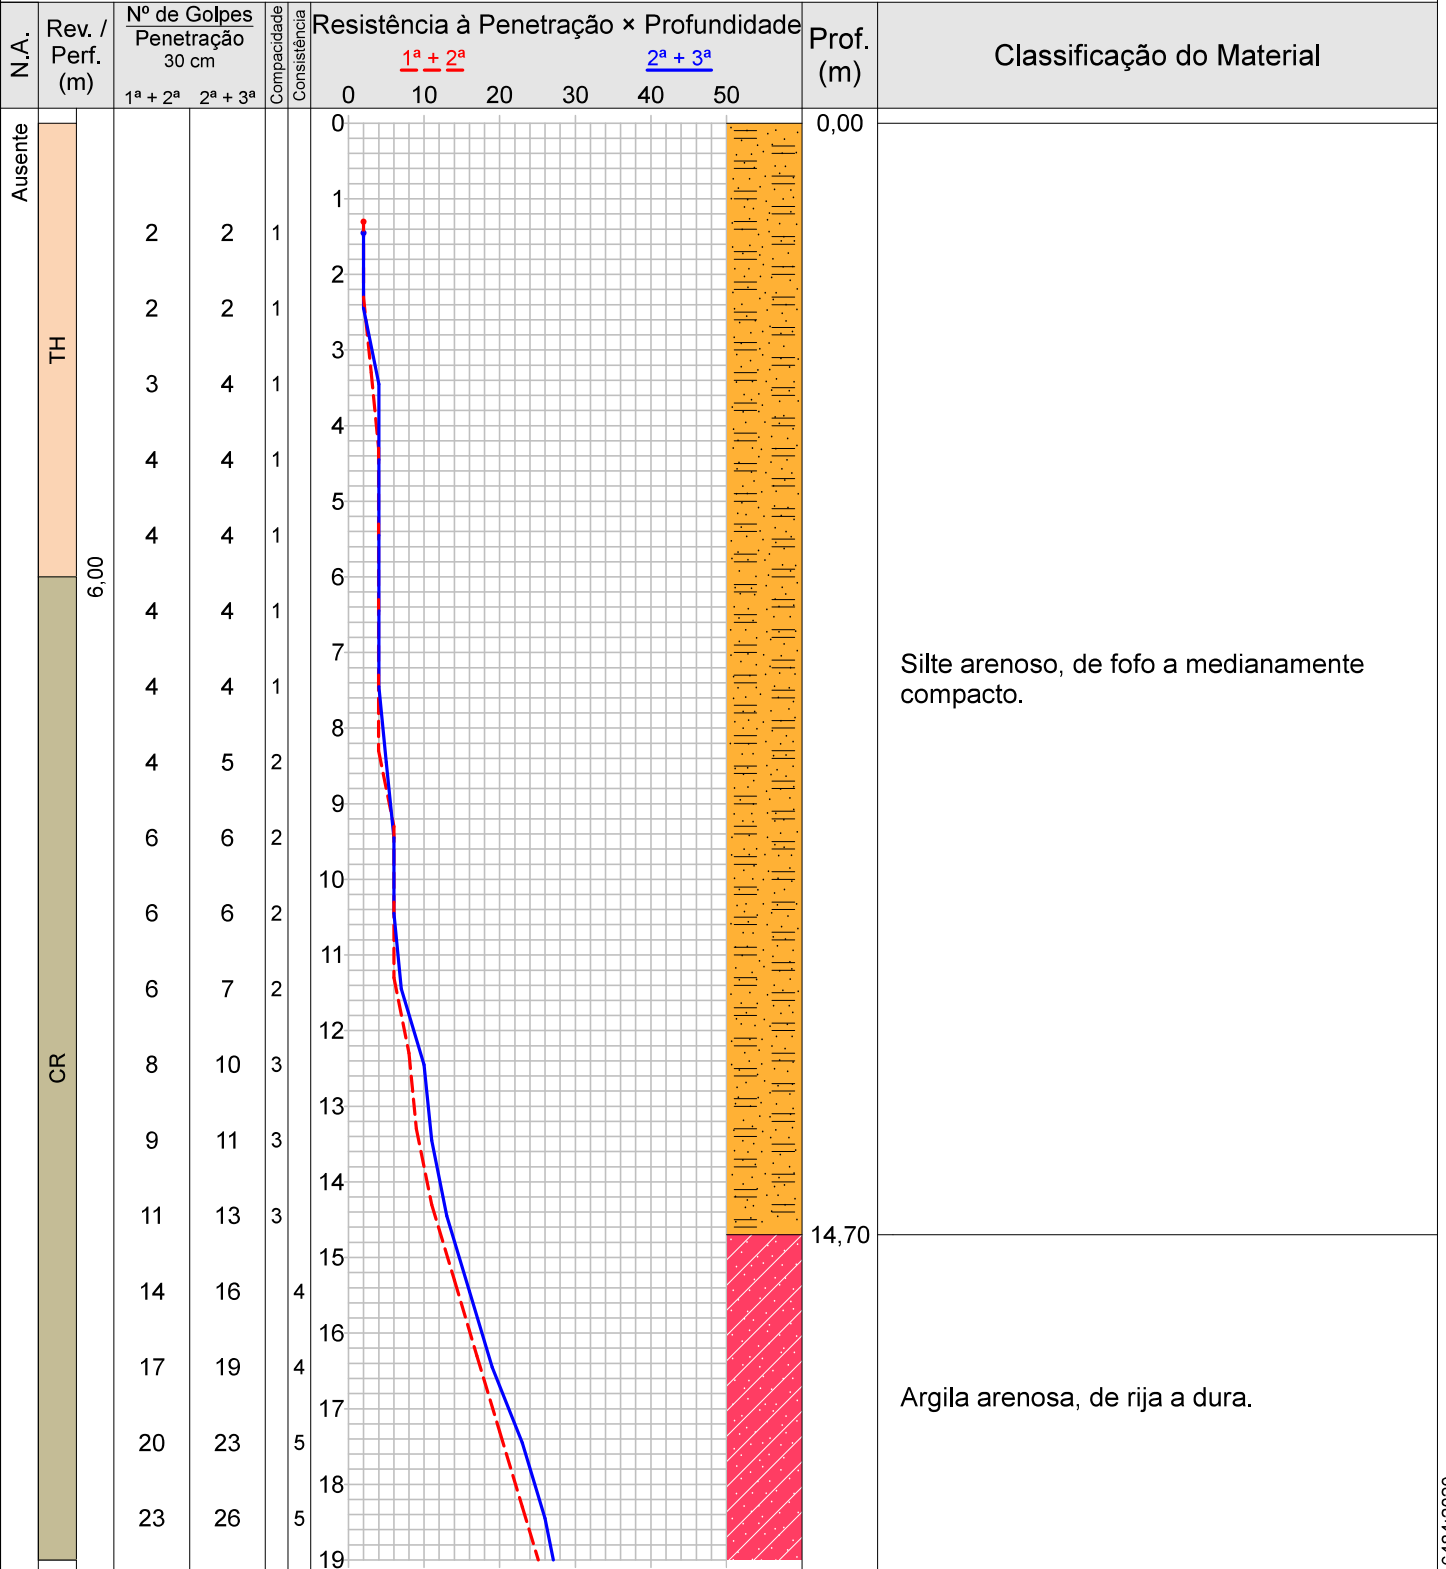 N.A.
Rev. /
Perf.
(m)
Nº de Golpes
Penetração
30 cm
1ª + 2ª 2ª + 3ª
Compacidade
Consistência
Resistência à Penetração × Profundidade
1ª + 2ª 2ª + 3ª
0 10 20 30 40 50
Prof.
(m)
Classificação do Material
Ausente
0 0,00
1
2 2 1
2
2 2 1
TH
3
3 4 1
4
4 4 1
5
4 4 1
6,00
6
4 4 1
7
Silte arenoso, de fofo a medianamente
compacto.
4 4 1
8
4 5 2
9
6 6 2
10
6 6 2
11
6 7 2
12
CR
8 10 3
13
9 11 3
14
11 13 3
14,70
15
14 16 4
16
17 19 4
Argila arenosa, de rija a dura.
17
20 23 5
18
23 26 5
19